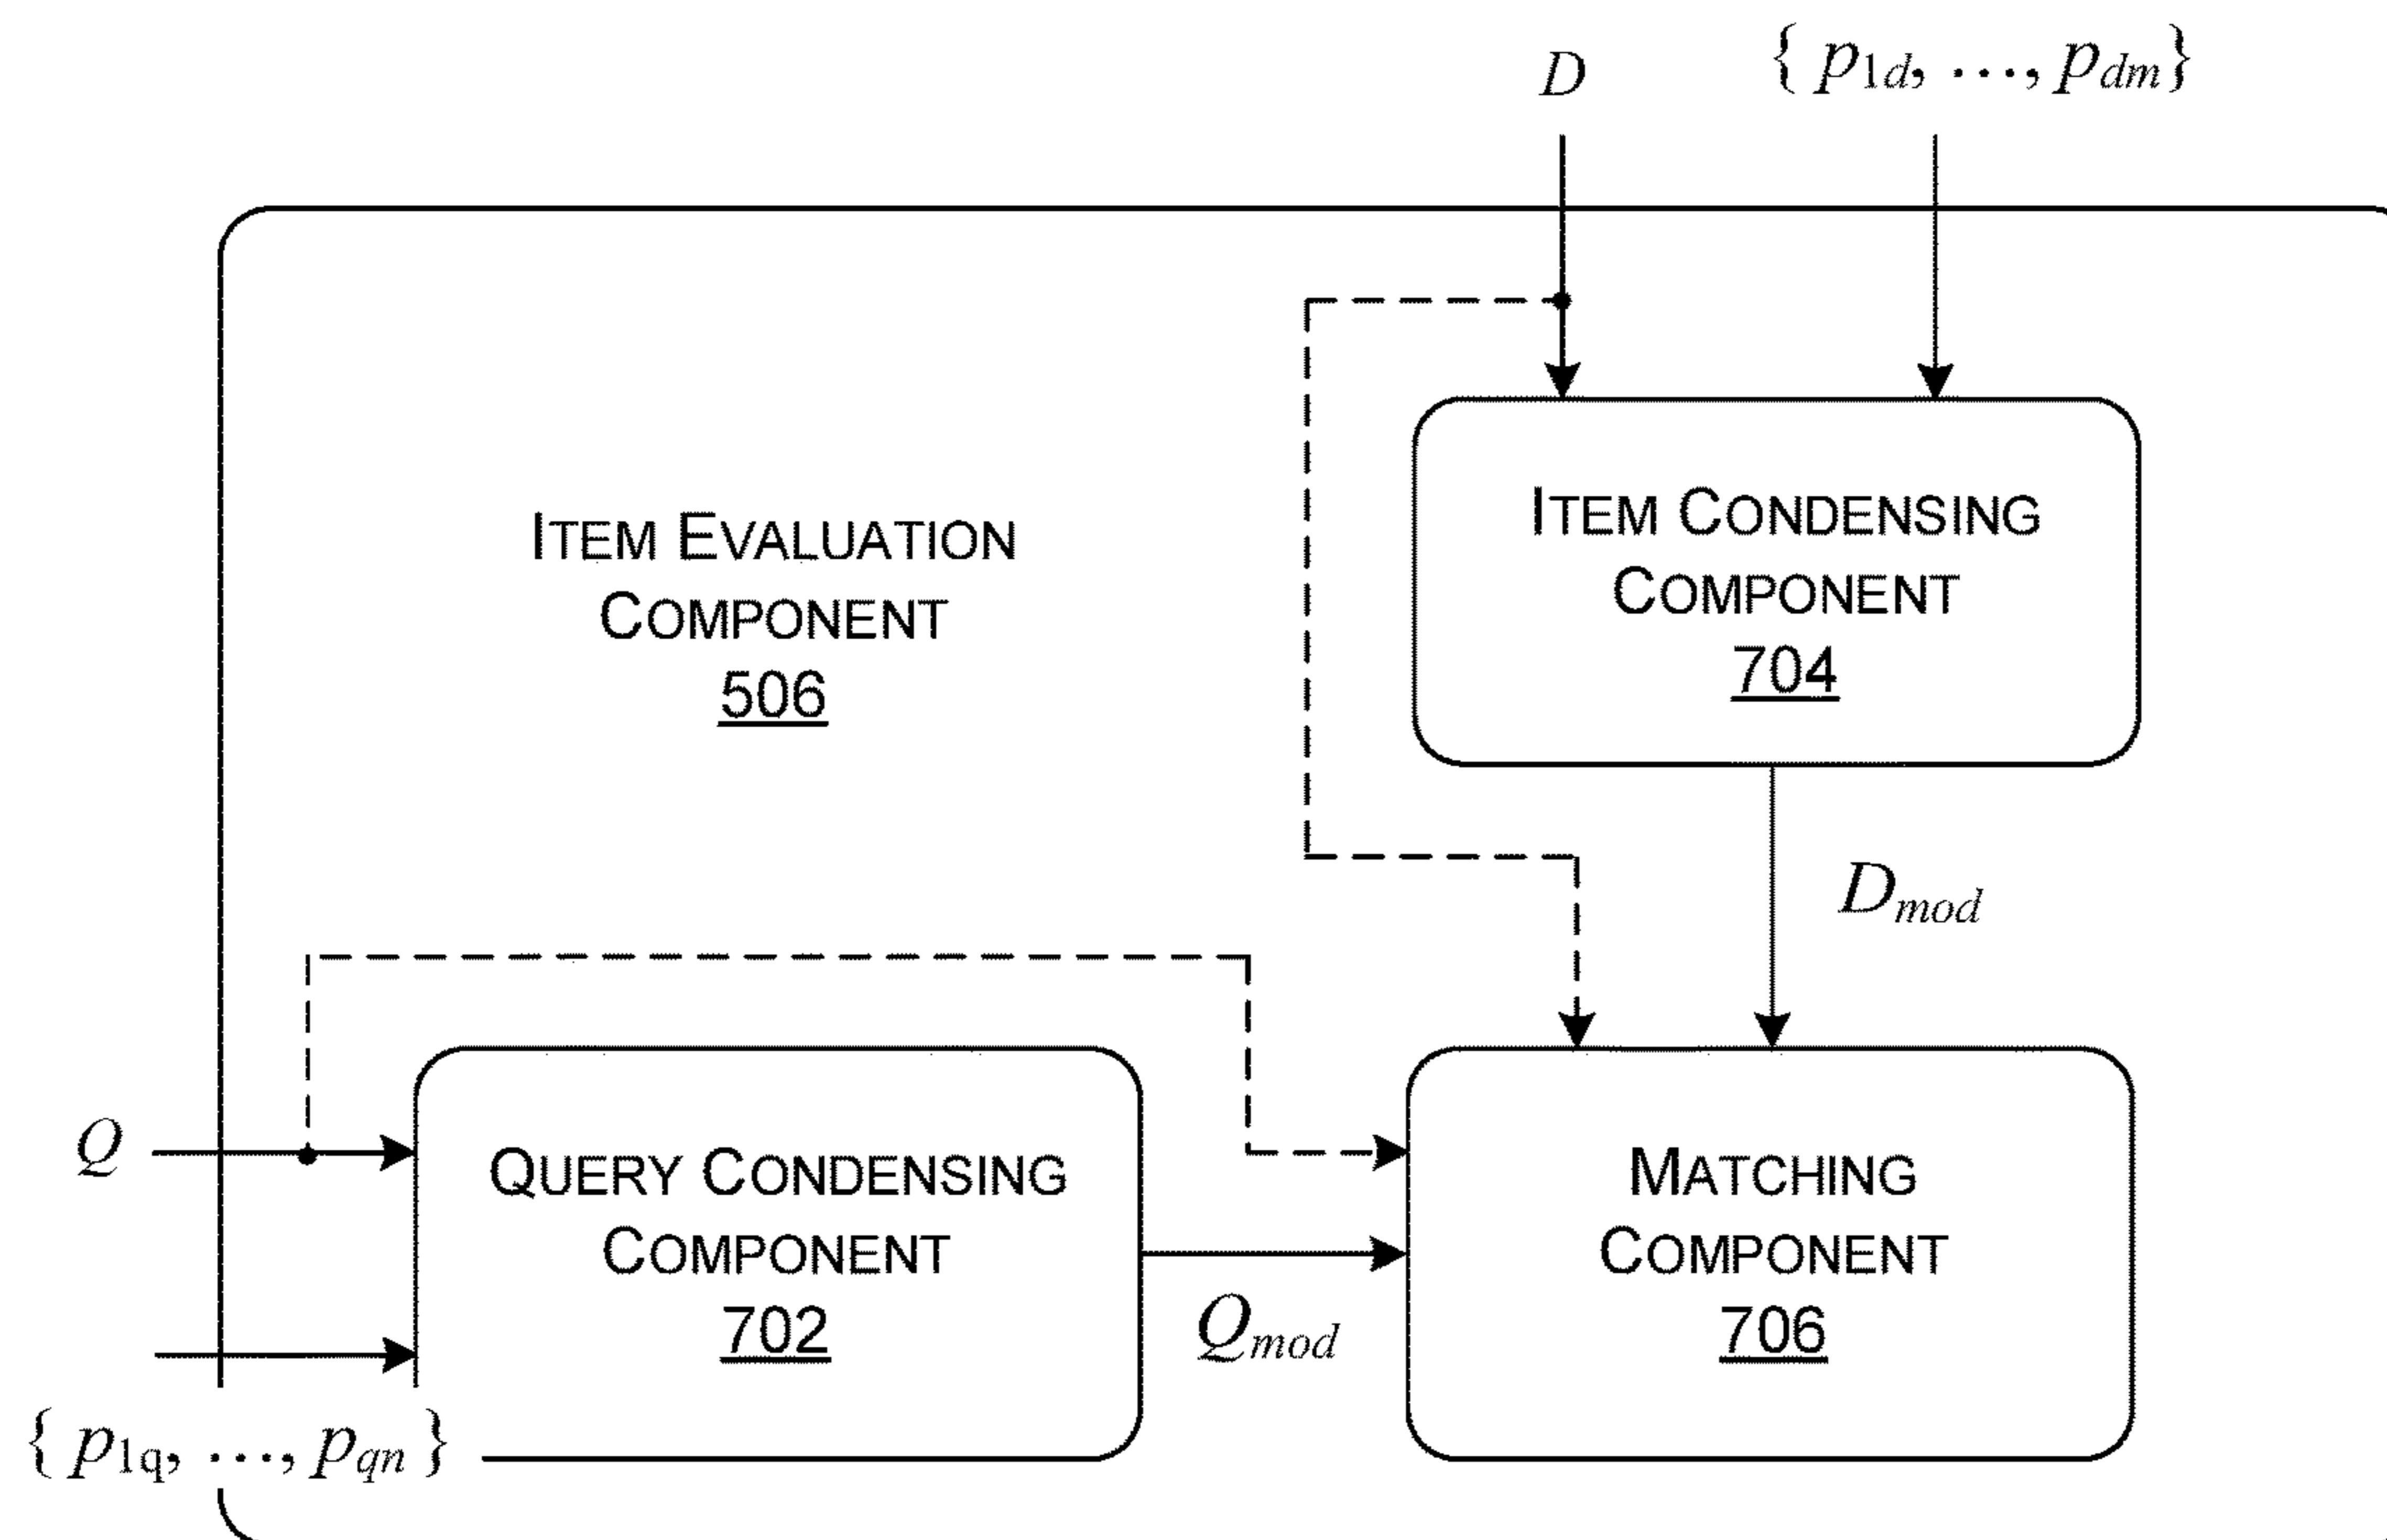 D { p1d, ..., pdm}
ITEM EVALUATION
COMPONENT
506
ITEM CONDENSING
COMPONENT
704
Dmod
Q
QUERY CONDENSING
COMPONENT
702
Qmod
MATCHING
COMPONENT
706
{ p1q, ..., pqn }